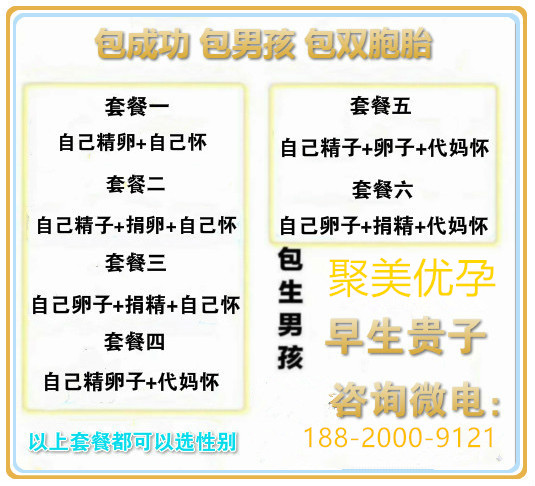 包成功 包男孩 包双胞胎
套餐一
自己精卵+自己怀
套餐二
自己精子+捐卵+自己怀
套餐三
自己卵子+捐精+自己怀
套餐四
自己精卵子+代妈怀
以上套餐都可以选性别
套餐五
自己精子+卵子+代妈怀
套餐六
自己卵子+捐精+代妈怀
包生男孩
聚美优孕
早生贵子
咨询微电:
188-2000-9121